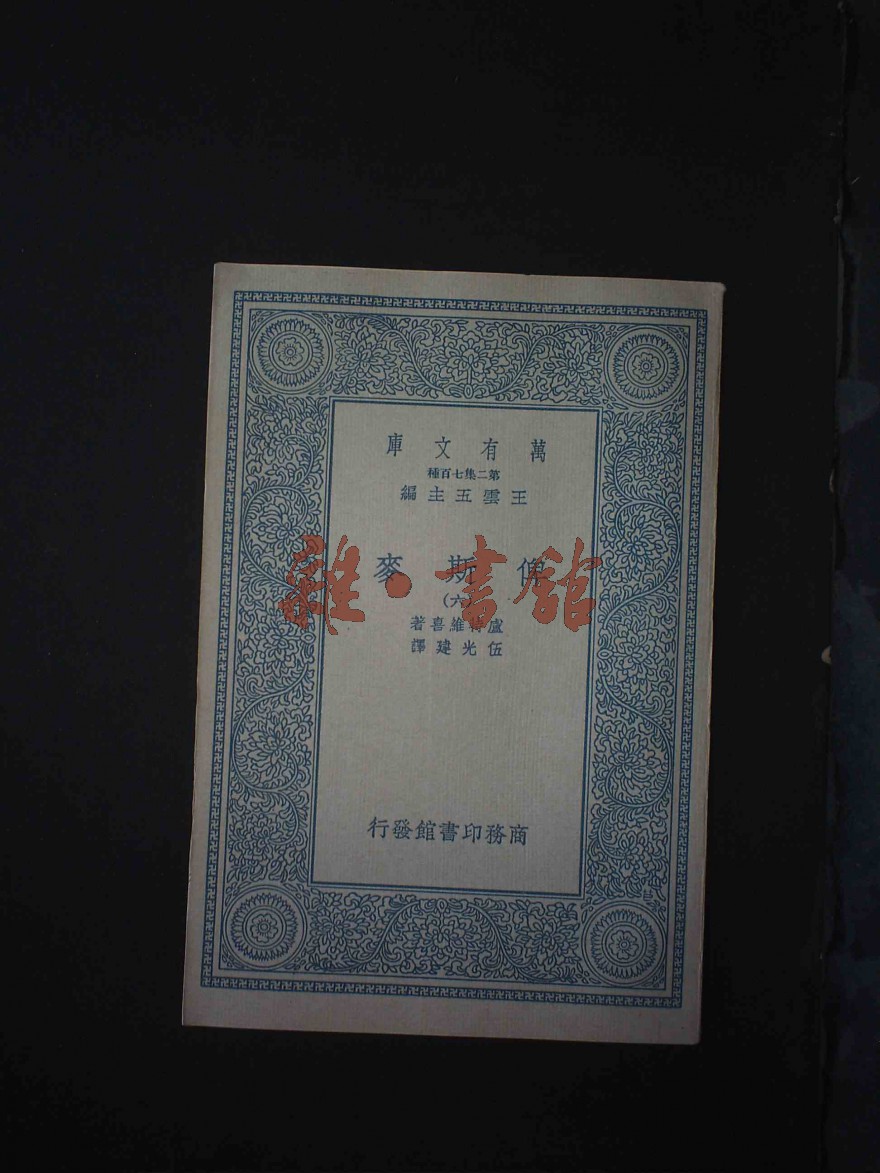 萬有文庫
第二集七百種
王雲五主編
俾斯麥
(六)
盧特維喜著
伍光建譯
商務印書館發行
雜·書館